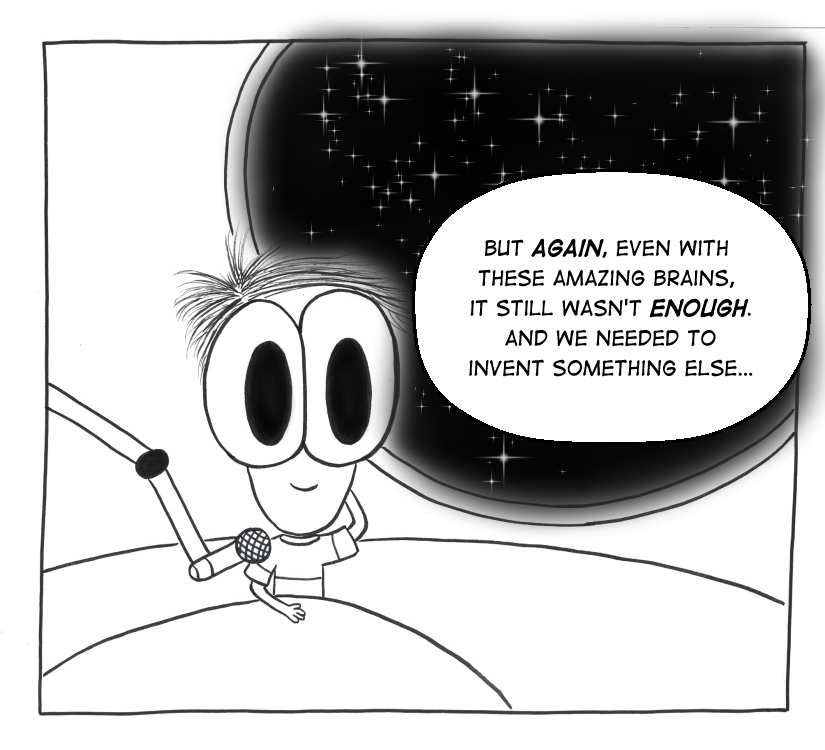 BUT AGAIN, EVEN WITH
THESE AMAZING BRAINS,
IT STILL WASN'T ENOUGH.
AND WE NEEDED TO
INVENT SOMETHING ELSE...